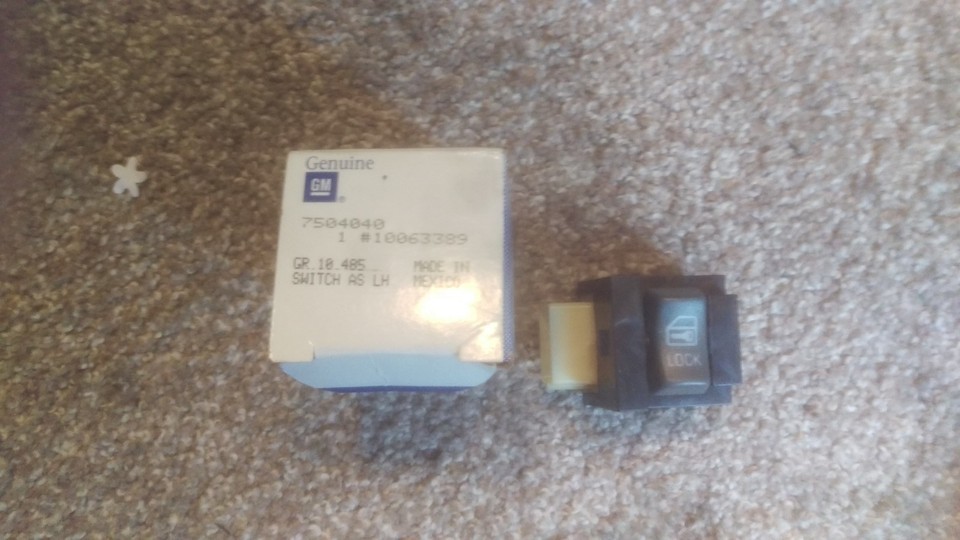 Genuine
GM
7504040
1 #10063389
GR.10.485
MADE IN
SWITCH AS LH
MEXICO
LOCK